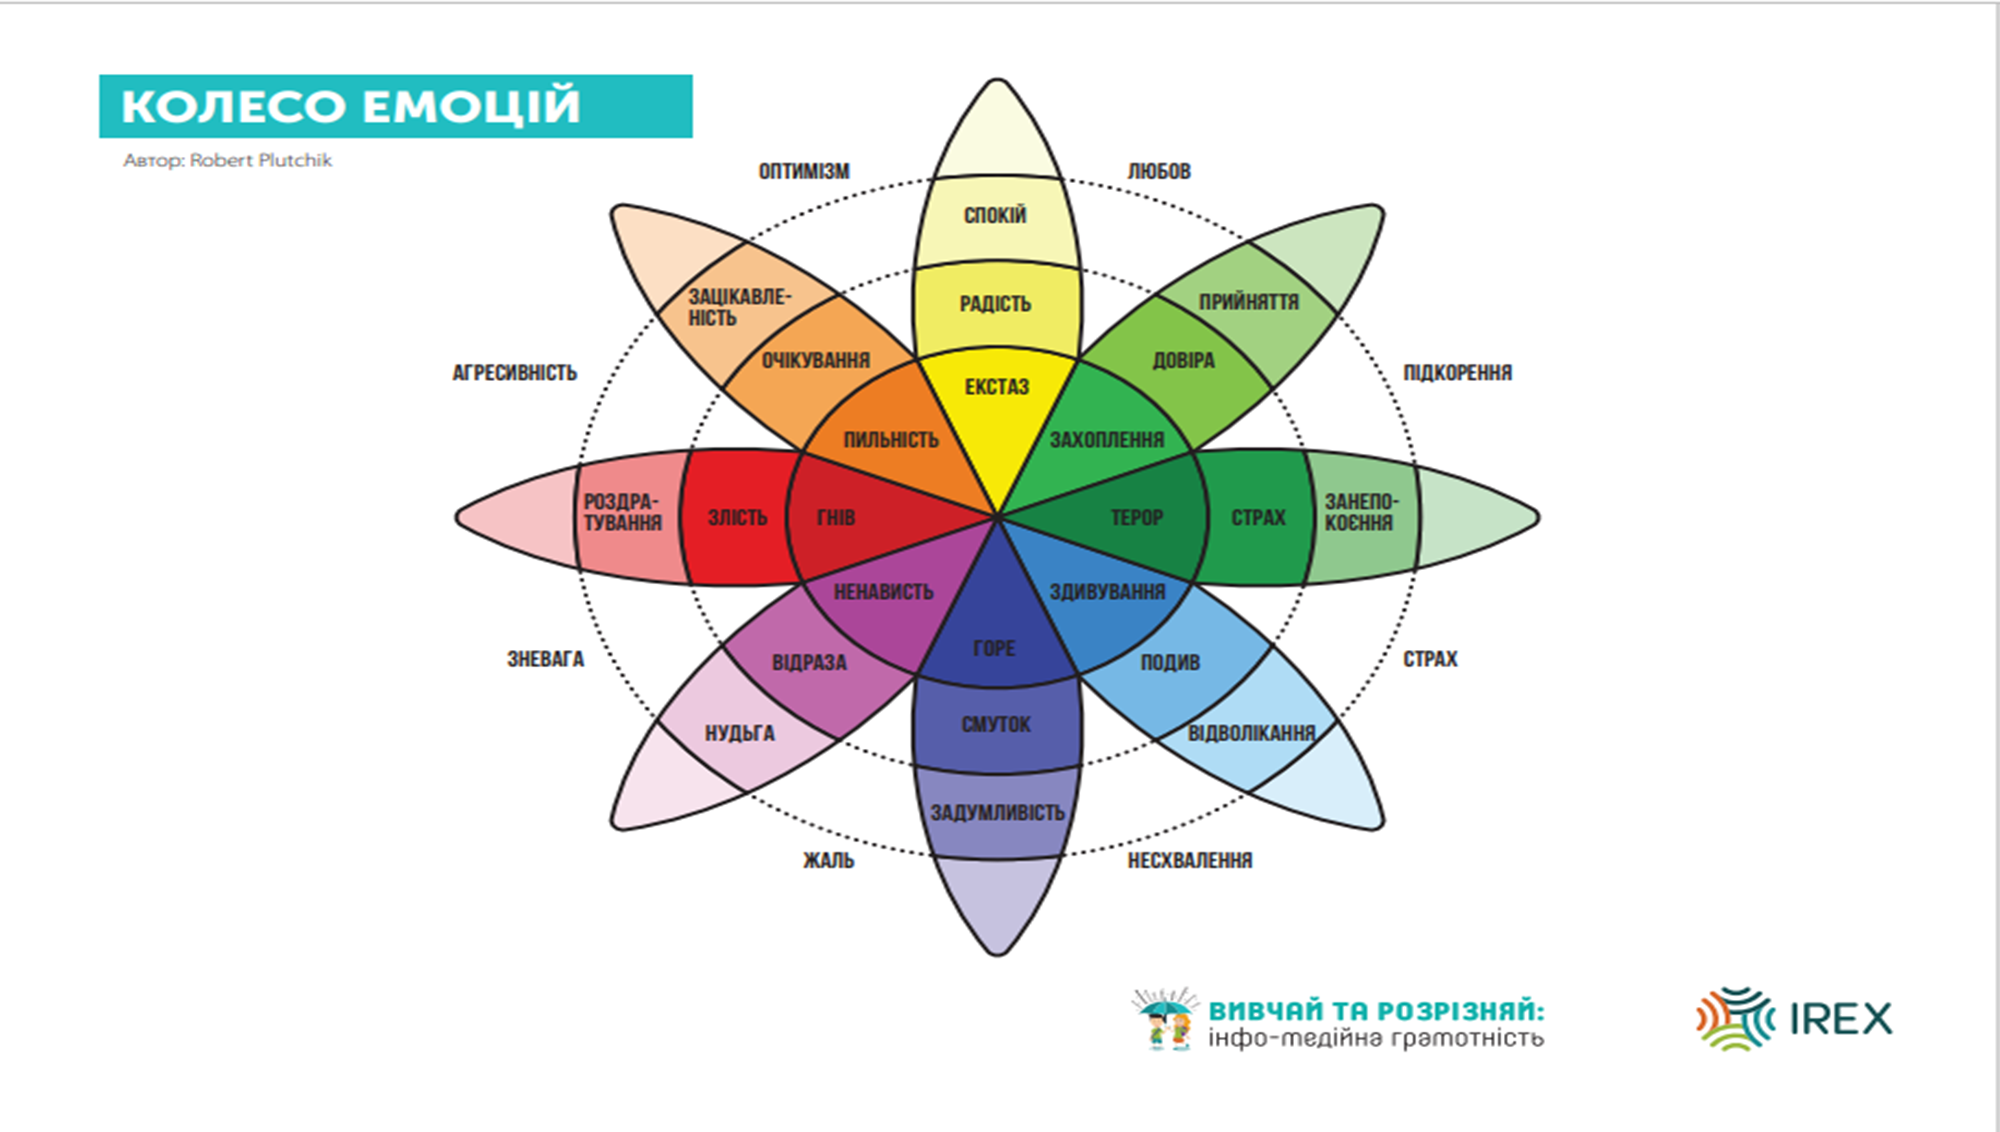 КОЛЕСО ЕМОЦІЙ
Автор: Robert Plutchik
ОПТИМІЗМ
ЛЮБОВ
СПОКІЙ
ЗАЦІКАВЛЕ-
НІСТЬ
РАДІСТЬ
ПРИЙНЯТТЯ
ОЧІКУВАННЯ
ДОВІРА
АГРЕСИВНІСТЬ
ЕКСТАЗ
ПІДКОРЕННЯ
ПИЛЬНІСТЬ
ЗАХОПЛЕННЯ
РОЗДРА-
ТУВАННЯ
ЗЛІСТЬ
ГНІВ
ТЕРОР
СТРАХ
ЗАНЕПО-
КОЄННЯ
НЕНАВИСТЬ
ЗДИВУВАННЯ
ГОРЕ
ЗНЕВАГА
ВІДРАЗА
ПОДИВ
СТРАХ
НУДЬГА
СМУТОК
ВІДВОЛІКАННЯ
ЗАДУМЛИВІСТЬ
ЖАЛЬ
НЕСХВАЛЕННЯ
ВИВЧАЙ ТА РОЗРІЗНЯЙ:
інфо-медійна грамотність
IREX